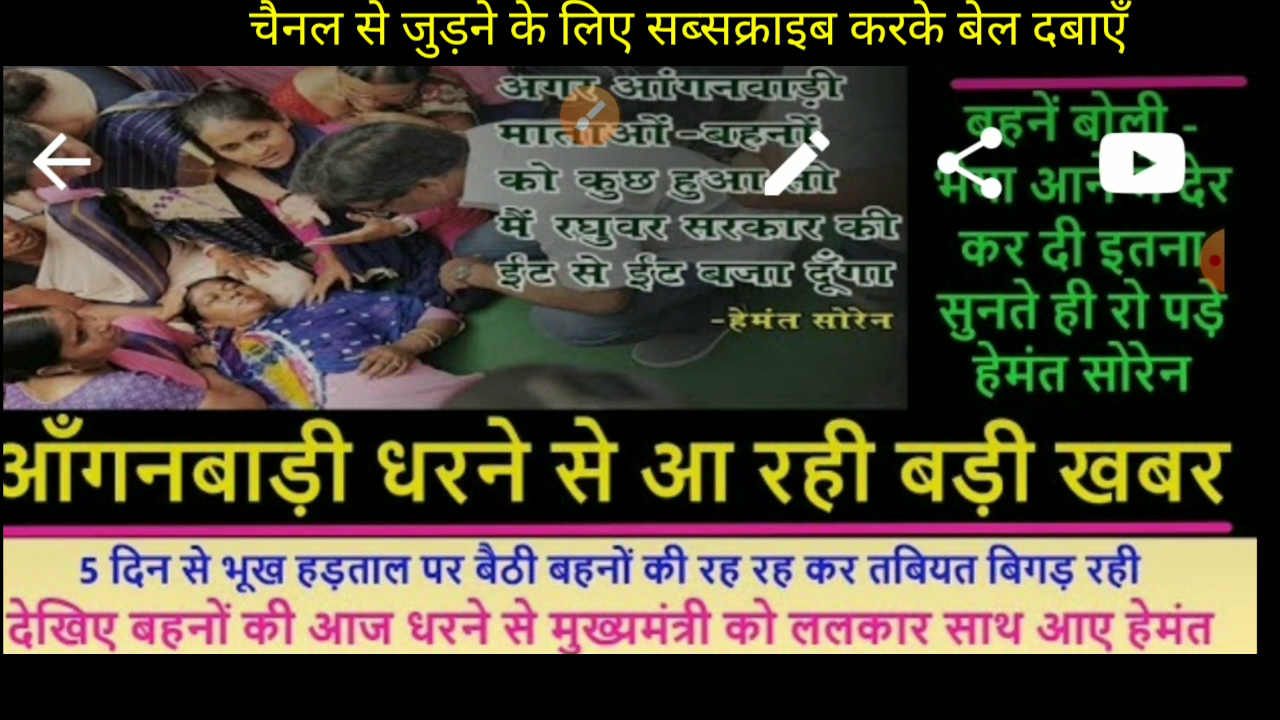 चैनल से जुड़ने के लिए सब्सक्राइब करके बेल दबाएँ
अगर आंगनवाड़ी
माताओं -बहनों
को कुछ हुआ तो
मैं रघुवर सरकार की
ईंट से ईंट बजा दूँगा
-हेमंत सोरेन
बहनें बोली -
देर
कर दी इतना
सुनते ही रो पड़े
हेमंत सोरेन
आँगनबाड़ी धरने से आ रही बड़ी खबर
5 दिन से भूख हड़ताल पर बैठी बहनों की रह रह कर तबियत बिगड़ रही
देखिए बहनों की आज धरने से मुख्यमंत्री को ललकार साथ आए हेमंत